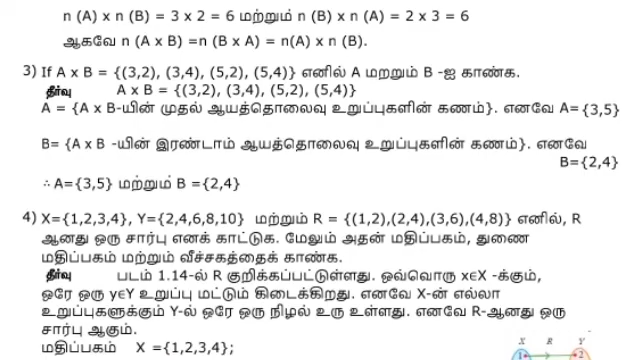 n (A) x n (B) = 3 x 2 = 6 மற்றும் n (B) x n (A) = 2 x 3 = 6
ஆகவே n (A x B) =n (B x A) = n(A) x n (B).
3) If A x B = {(3,2), (3,4), (5,2), (5,4)} எனில் A மறறும் B -ஐ காண்க.
தீர்வு A x B = {(3,2), (3,4), (5,2), (5,4)}
A = {A x B-யின் முதல் ஆயத்தொலைவு உறுப்புகளின் கணம்}. எனவே A= {3,5}
B= {A x B -யின் இரண்டாம் ஆயத்தொலைவு உறுப்புகளின் கணம்}. எனவே
B={2,4}
∴ A={3,5} மற்றும் B ={2,4}
4) X={1,2,3,4}, Y={2,4,6,8,10} மற்றும் R = {(1,2),(2,4),(3,6),(4,8)} எனில், R
ஆனது ஒரு சார்பு எனக் காட்டுக. மேலும் அதன் மதிப்பகம், துணை
மதிப்பகம் மற்றும் வீச்சகத்தைக் காண்க.
தீர்வு படம் 1.14-ல் R குறிக்கப்பட்டுள்ளது. ஒவ்வொரு x∈X -க்கும்,
ஒரே ஒரு y∈Y உறுப்பு மட்டும் கிடைக்கிறது. எனவே X-ன் எல்லா
உறுப்புகளுக்கும் Y-ல் ஒரே ஒரு நிழல் உரு உள்ளது. எனவே R-ஆனது ஒரு
சார்பு ஆகும்.
X R Y
மதிப்பகம் X ={1,2,3,4};
1 2